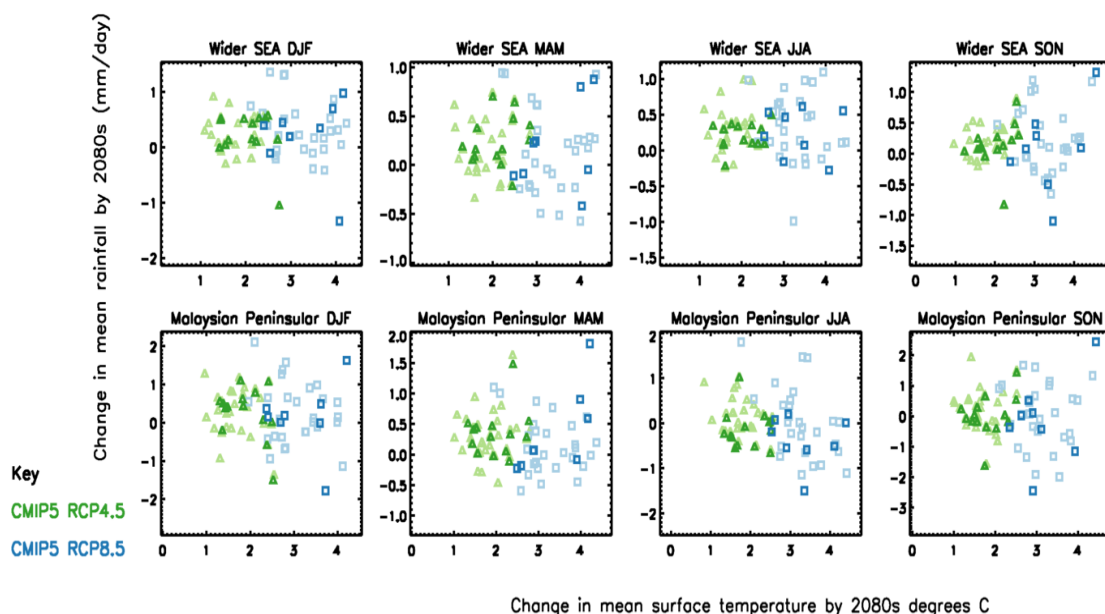 Wider SEA DJF
Wider SEA MAM
Wider SEA JJA
Wider SEA SON
1
0
−1
−2
1.0
0.5
0.0
−0.5
−1.0
1.0
0.5
0.0
−0.5
−1.0
−1.5
1.0
0.5
0.0
−0.5
−1.0
−1.5
1 2 3 4
1 2 3 4
0 1 2 3 4
1 2 3 4
Change in mean rainfall by 2080s (mm/day)
Malaysian Peninsular DJF
Malaysian Peninsular MAM
Malaysian Peninsular JJA
Malaysian Peninsular SON
2
1
0
−1
−2
2.0
1.5
1.0
0.5
0.0
−0.5
−1.0
2
1
0
−1
−2
3
2
1
0
−1
−2
−3
0 1 2 3 4
1 2 3 4
0 1 2 3 4
0 1 2 3 4
Key
CMIP5 RCP4.5
CMIP5 RCP8.5
Change in mean surface temperature by 2080s degrees C